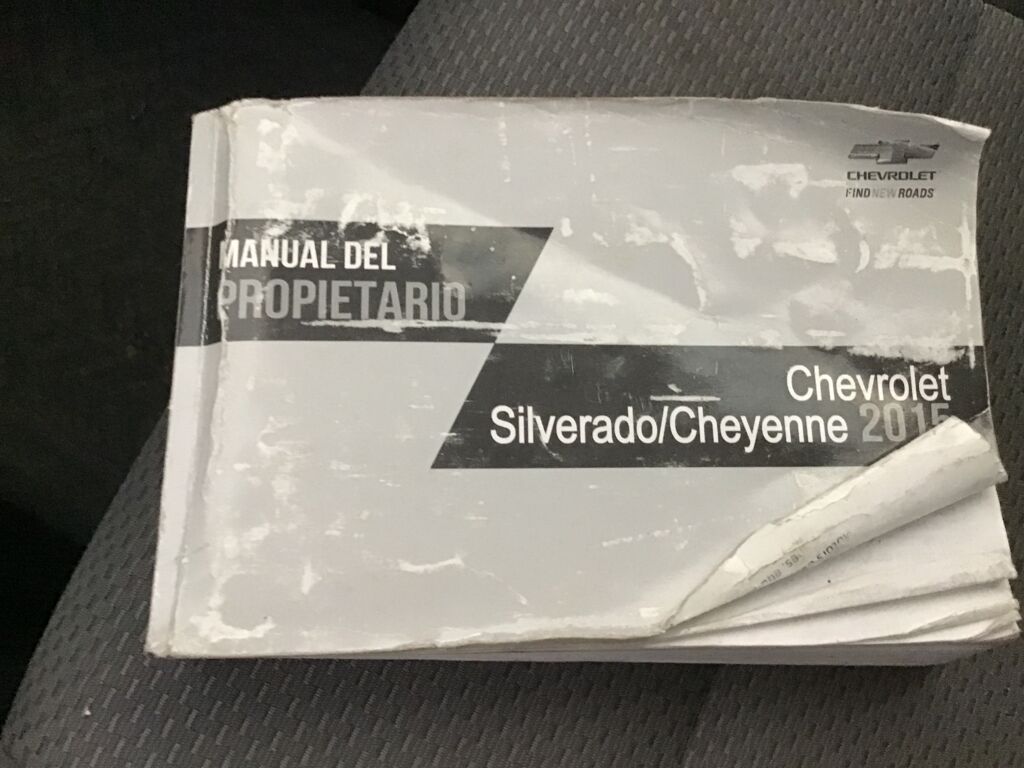 CHEVROLET
FIND NEW ROADS
MANUAL DEL
PROPIETARIO
Chevrolet
Silverado/Cheyenne 2015